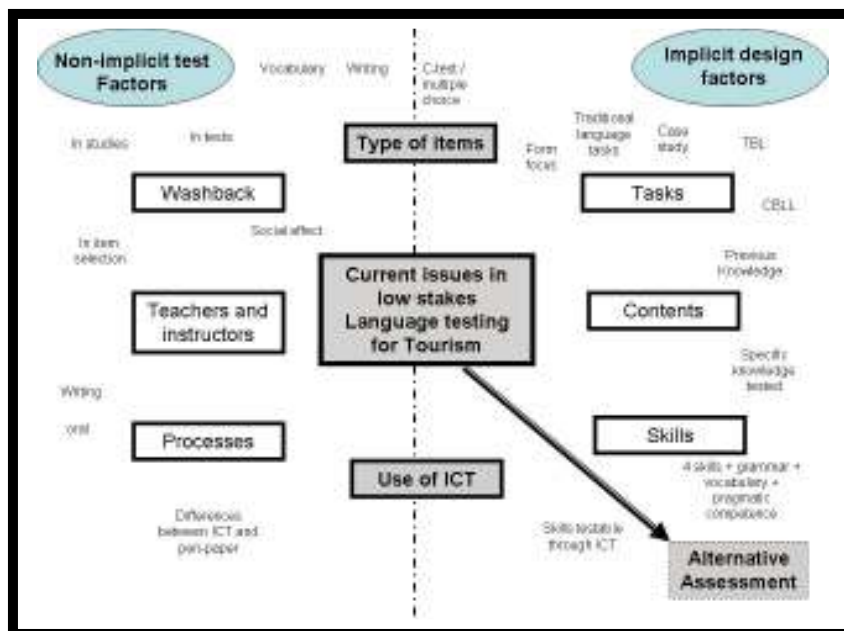 Non-implicit test
Factors
Vocabulary
Writing
C-test /
multiple
choice
Implicit design
factors
In studies
In tests
Type of items
Form
focus
Traditional
language
tasks
Case
study
TBL
Washback
Tasks
CBLL
Social affect
In item
selection
Current issues in
low stakes
Language testing
for Tourism
Previous
Knowledge
Teachers and
instructors
Contents
Specific
knowledge
tested
Writing
oral
Processes
Skills
Use of ICT
4 skills + grammar +
vocabulary +
pragmatic
competence
Differences
between ICT and
pen-paper
Skills testable
through ICT
Alternative
Assessment